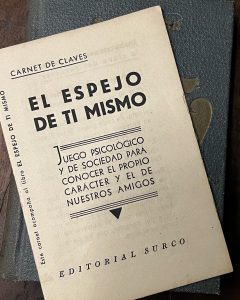 CARNET DE CLAVES
EL ESPEJO
DE TI MISMO
JUEGO PSICOLÓGICO
Y DE SOCIEDAD PARA
CONOCER EL PROPIO
CARACTER Y EL DE
NUESTROS AMIGOS
EDITORIAL SURCO
Este carnet acompaña al libro EL ESPEJO DE TI MISMO